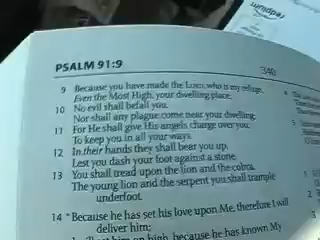 PSALM 91:9
340
9 Because you have made the LORD, who is my refuge,
Even the Most High, your dwelling place,
10 No evil shall befall you,
Nor shall any plague come near your dwelling;
11 For He shall give His angels charge over you,
To keep you in all your ways.
12 In their hands they shall bear you up,
Lest you dash your foot against a stone.
13 You shall tread upon the lion and the cobra,
The young lion and the serpent you shall trample
underfoot.
14 "Because he has set his love upon Me, therefore I will
deliver him;
him on high, because he has known My